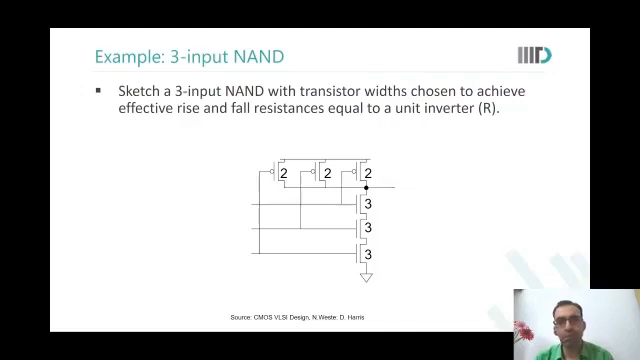 Example: 3-input NAND
IIITD
▪ Sketch a 3-input NAND with transistor widths chosen to achieve
effective rise and fall resistances equal to a unit inverter (R).
2 2 2
3
3
3
Source: CMOS VLSI Design, N.Weste: D. Harris